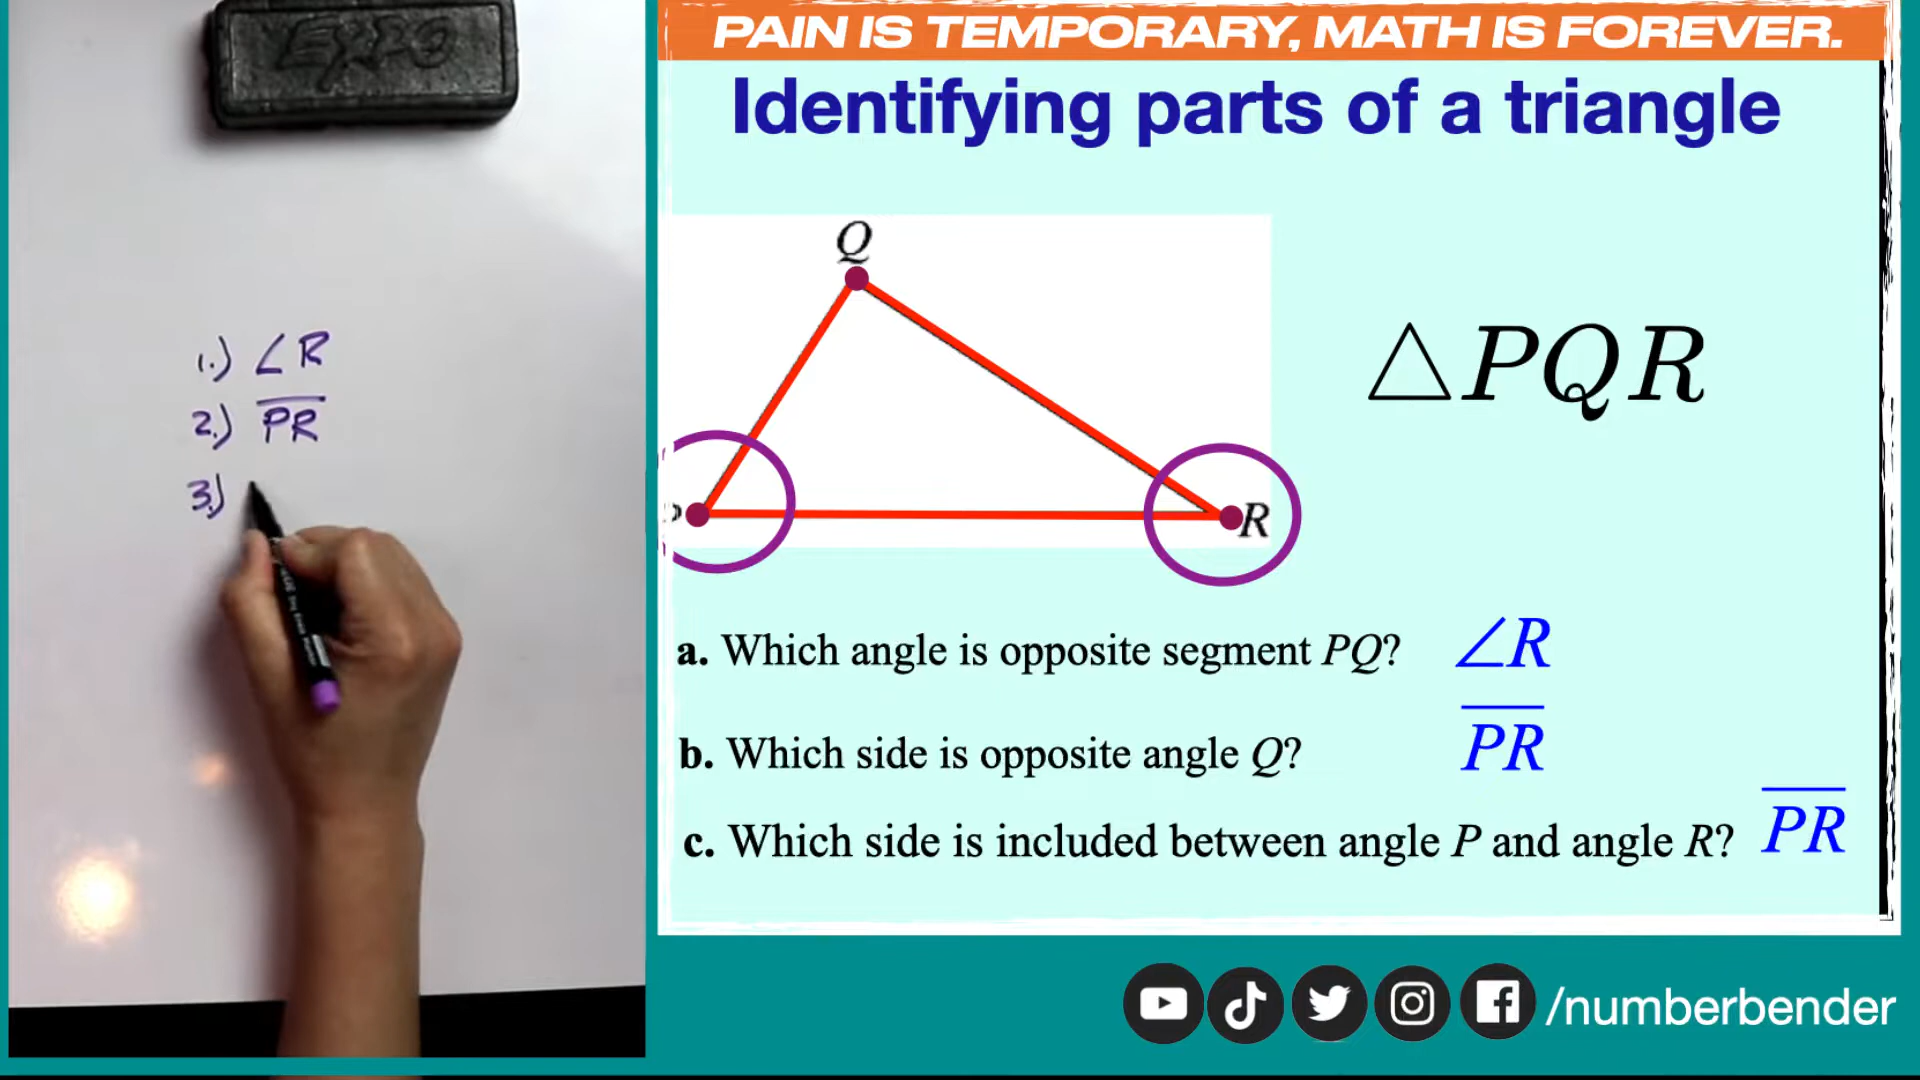 EXPO
1.) ∠R
2.) PR
3.)
PAIN IS TEMPORARY, MATH IS FOREVER.
Identifying parts of a triangle
Q
R
△PQR
a. Which angle is opposite segment PQ? ∠R
b. Which side is opposite angle Q? PR
c. Which side is included between angle P and angle R? PR
/numberbender